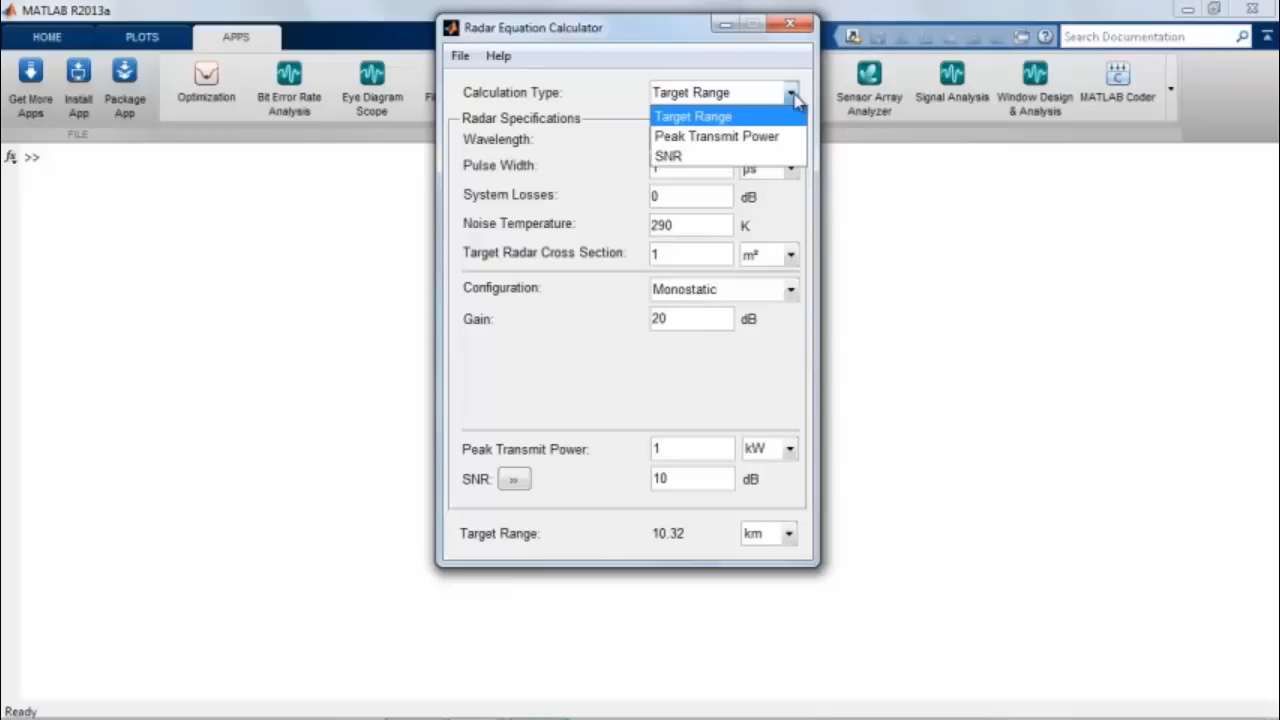 MATLAB R2013a
Radar Equation Calculator
HOME PLOTS APPS
Search Documentation
File Help
Get More Apps
Install App
Package App
Optimization
Bit Error Rate Analysis
Eye Diagram Scope
Sensor Array Analyzer
Signal Analysis
Window Design & Analysis
MATLAB Coder
FILE
Calculation Type: Target Range
Target Range
Peak Transmit Power
SNR
Radar Specifications
Wavelength:
Pulse Width: 1 µs
System Losses: 0 dB
Noise Temperature: 290 K
Target Radar Cross Section: 1 m²
Configuration: Monostatic
Gain: 20 dB
Peak Transmit Power: 1 kW
SNR: » 10 dB
Target Range: 10.32 km
fx >>
Ready